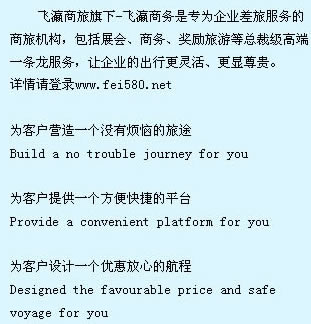 飞瀛商旅旗下-飞瀛商务是专为企业差旅服务的
商旅机构，包括展会、商务、奖励旅游等总裁级高端
一条龙服务，让企业的出行更灵活、更显尊贵。
详情请登录www.fei580.net
为客户营造一个没有烦恼的旅途
Build a no trouble journey for you
为客户提供一个方便快捷的平台
Provide a convenient platform for you
为客户设计一个优惠放心的航程
Designed the favourable price and safe
voyage for you